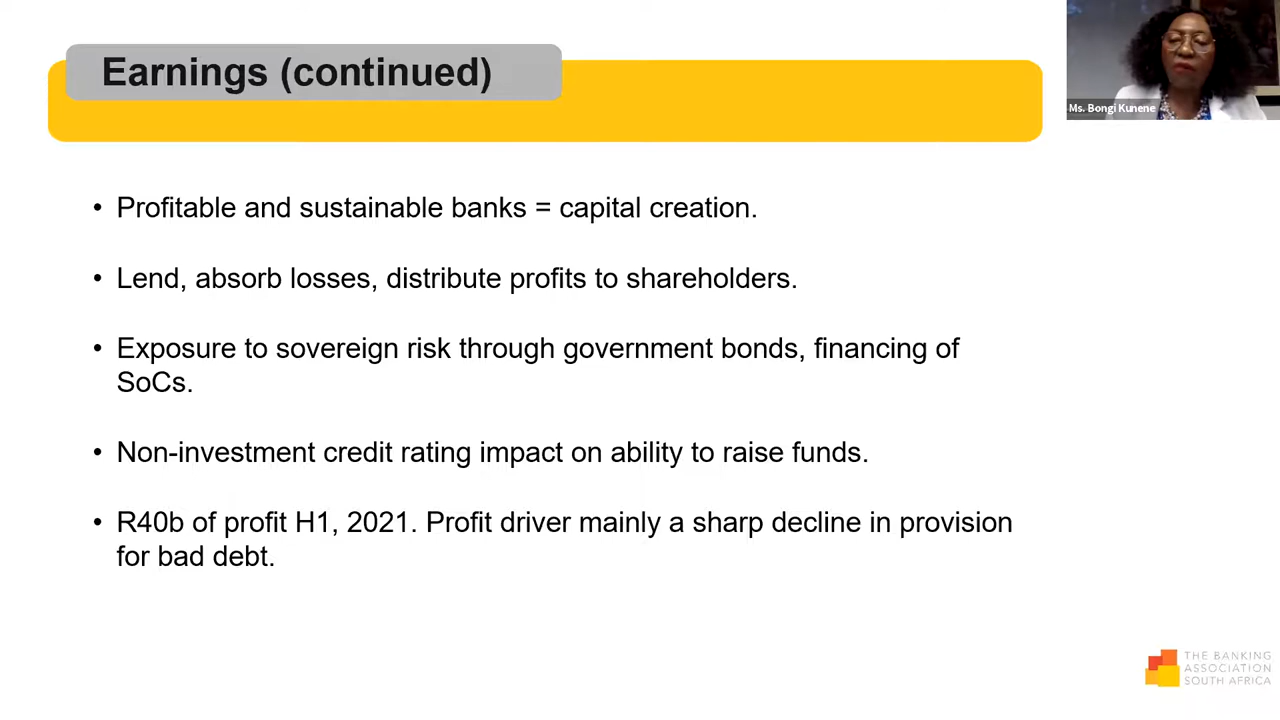 Earnings (continued)
Ms. Bongi Kunene
• Profitable and sustainable banks = capital creation.
• Lend, absorb losses, distribute profits to shareholders.
• Exposure to sovereign risk through government bonds, financing of
SoCs.
• Non-investment credit rating impact on ability to raise funds.
• R40b of profit H1, 2021. Profit driver mainly a sharp decline in provision
for bad debt.
THE BANKING
ASSOCIATION
SOUTH AFRICA